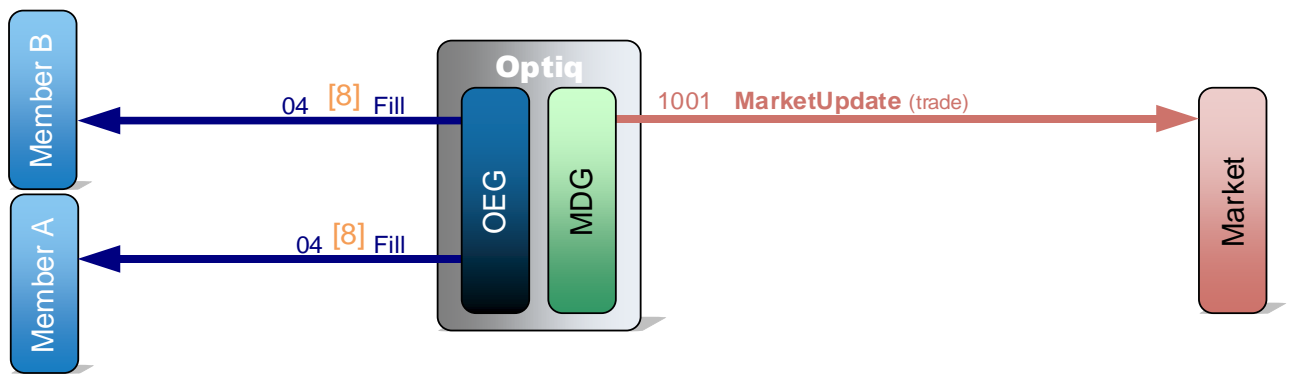 Member B
Optiq
04 [8] Fill
1001 MarketUpdate (trade)
OEG
MDG
Market
Member A
04 [8] Fill